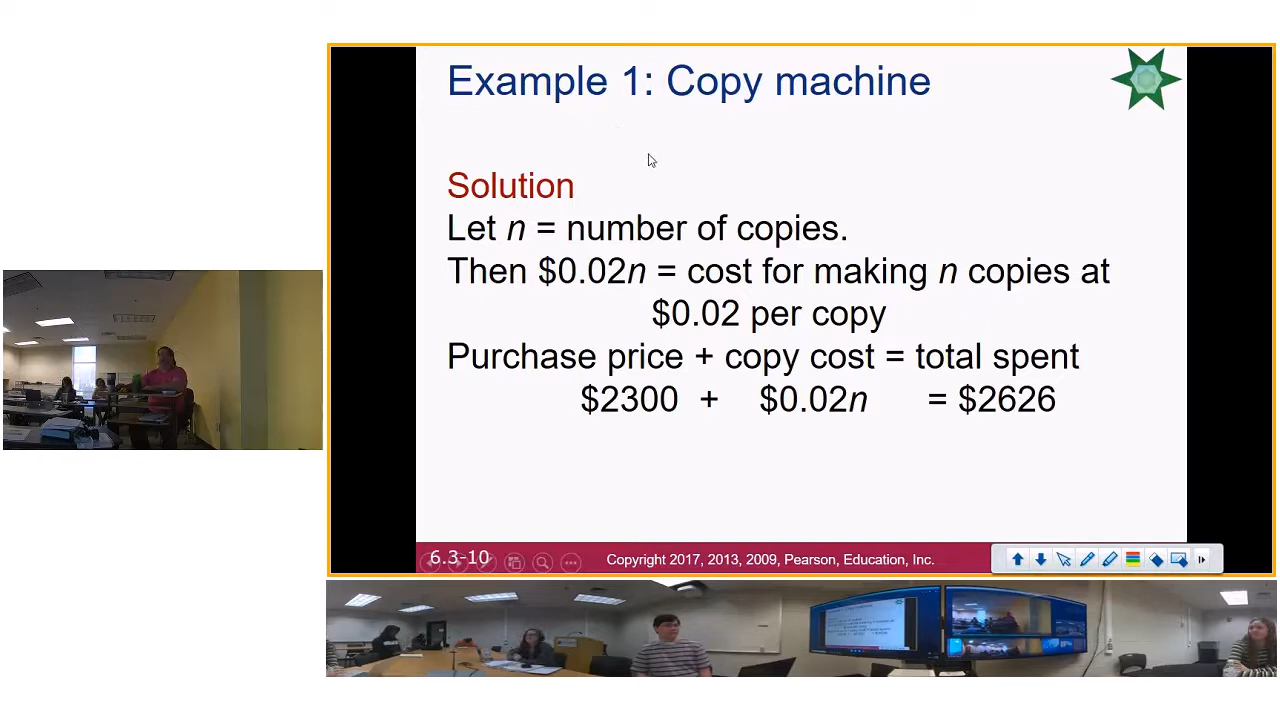 Example 1: Copy machine
Solution
Let n = number of copies.
Then $0.02n = cost for making n copies at
$0.02 per copy
Purchase price + copy cost = total spent
$2300 + $0.02n = $2626
6.3-10
Copyright 2017, 2013, 2009, Pearson, Education, Inc.